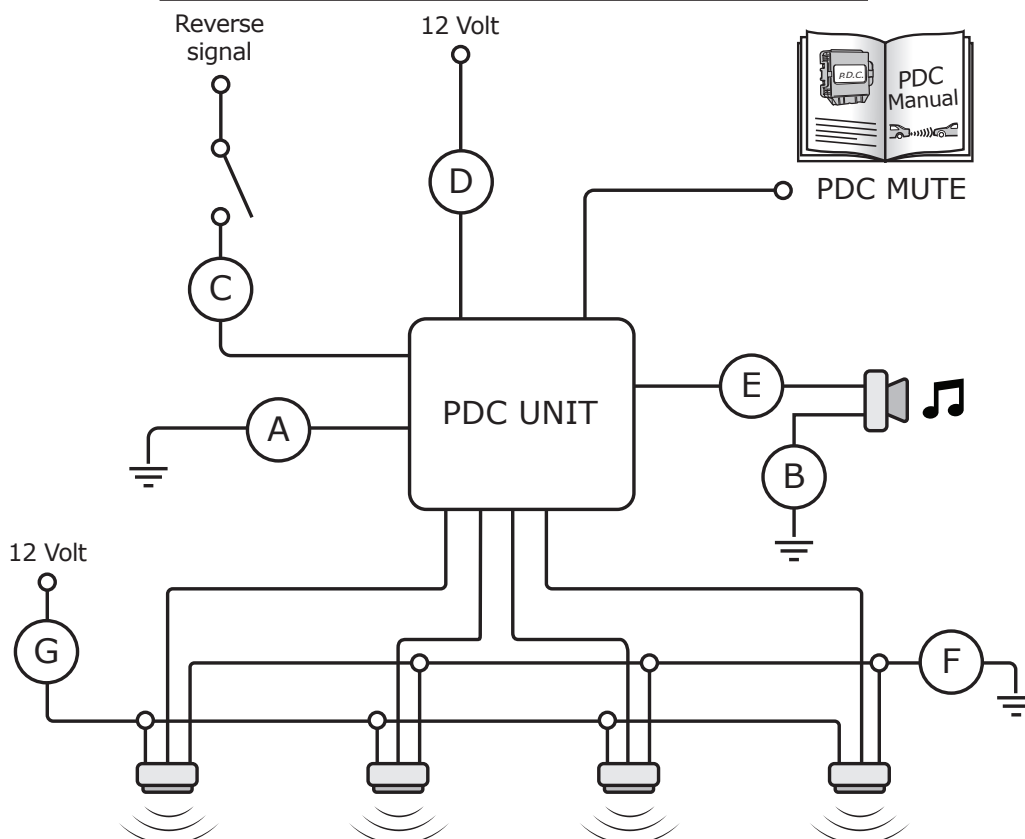 Reverse
signal
12 Volt
P.D.C.
PDC
Manual
PDC MUTE
D
C
PDC UNIT
E
A
B
12 Volt
G
F